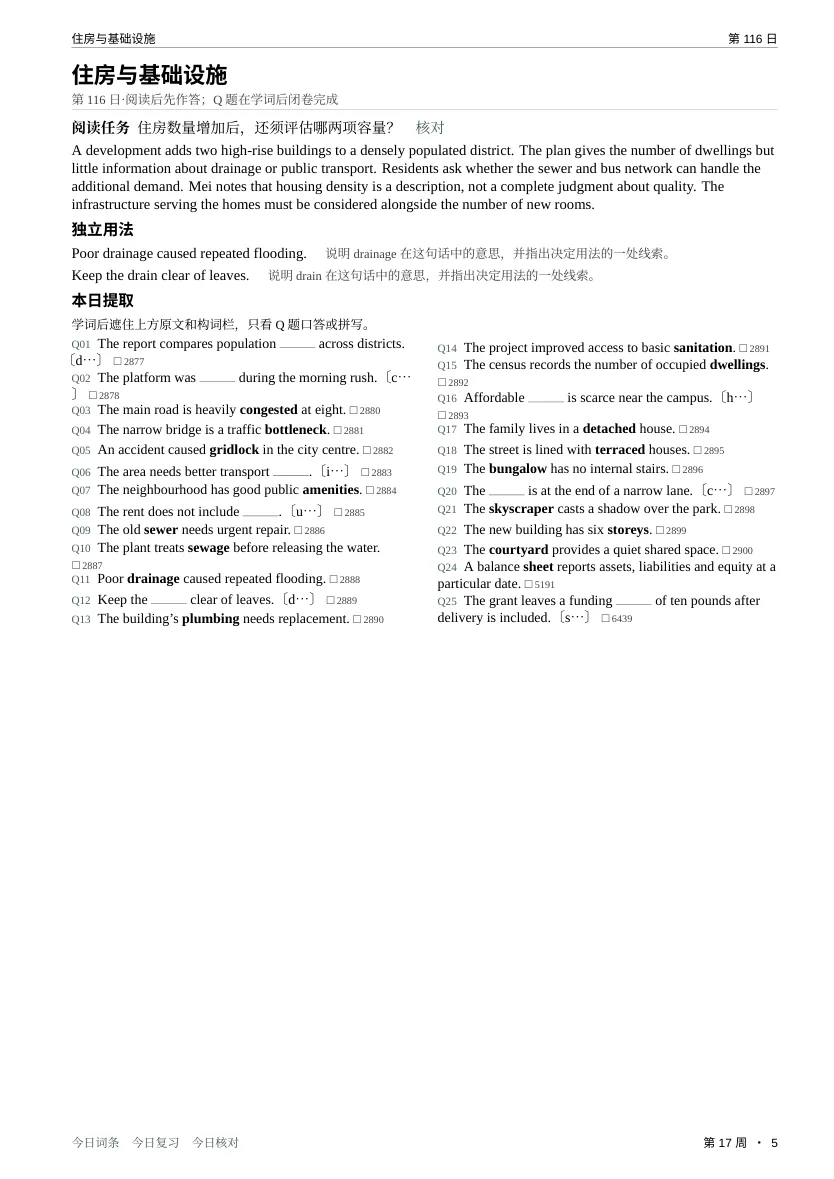 住房与基础设施
第 116 日
住房与基础设施
第 116 日·阅读后先作答；Q 题在学词后闭卷完成
阅读任务 住房数量增加后，还须评估哪两项容量？ 核对
A development adds two high-rise buildings to a densely populated district. The plan gives the number of dwellings but
little information about drainage or public transport. Residents ask whether the sewer and bus network can handle the
additional demand. Mei notes that housing density is a description, not a complete judgment about quality. The
infrastructure serving the homes must be considered alongside the number of new rooms.
独立用法
Poor drainage caused repeated flooding. 说明 drainage 在这句话中的意思，并指出决定用法的一处线索。
Keep the drain clear of leaves. 说明 drain 在这句话中的意思，并指出决定用法的一处线索。
本日提取
学词后遮住上方原文和构词栏，只看 Q 题口答或拼写。
Q01 The report compares population _____ across districts.
〔d…〕 □ 2877
Q02 The platform was _____ during the morning rush.〔c…
〕 □ 2878
Q03 The main road is heavily congested at eight. □ 2880
Q04 The narrow bridge is a traffic bottleneck. □ 2881
Q05 An accident caused gridlock in the city centre. □ 2882
Q06 The area needs better transport _____.〔i…〕 □ 2883
Q07 The neighbourhood has good public amenities. □ 2884
Q08 The rent does not include _____.〔u…〕 □ 2885
Q09 The old sewer needs urgent repair. □ 2886
Q10 The plant treats sewage before releasing the water.
□ 2887
Q11 Poor drainage caused repeated flooding. □ 2888
Q12 Keep the _____ clear of leaves.〔d…〕 □ 2889
Q13 The building’s plumbing needs replacement. □ 2890
Q14 The project improved access to basic sanitation. □ 2891
Q15 The census records the number of occupied dwellings.
□ 2892
Q16 Affordable _____ is scarce near the campus.〔h…〕
□ 2893
Q17 The family lives in a detached house. □ 2894
Q18 The street is lined with terraced houses. □ 2895
Q19 The bungalow has no internal stairs. □ 2896
Q20 The _____ is at the end of a narrow lane.〔c…〕 □ 2897
Q21 The skyscraper casts a shadow over the park. □ 2898
Q22 The new building has six storeys. □ 2899
Q23 The courtyard provides a quiet shared space. □ 2900
Q24 A balance sheet reports assets, liabilities and equity at a
particular date. □ 5191
Q25 The grant leaves a funding _____ of ten pounds after
delivery is included.〔s…〕 □ 6439
今日词条 今日复习 今日核对
第 17 周 · 5